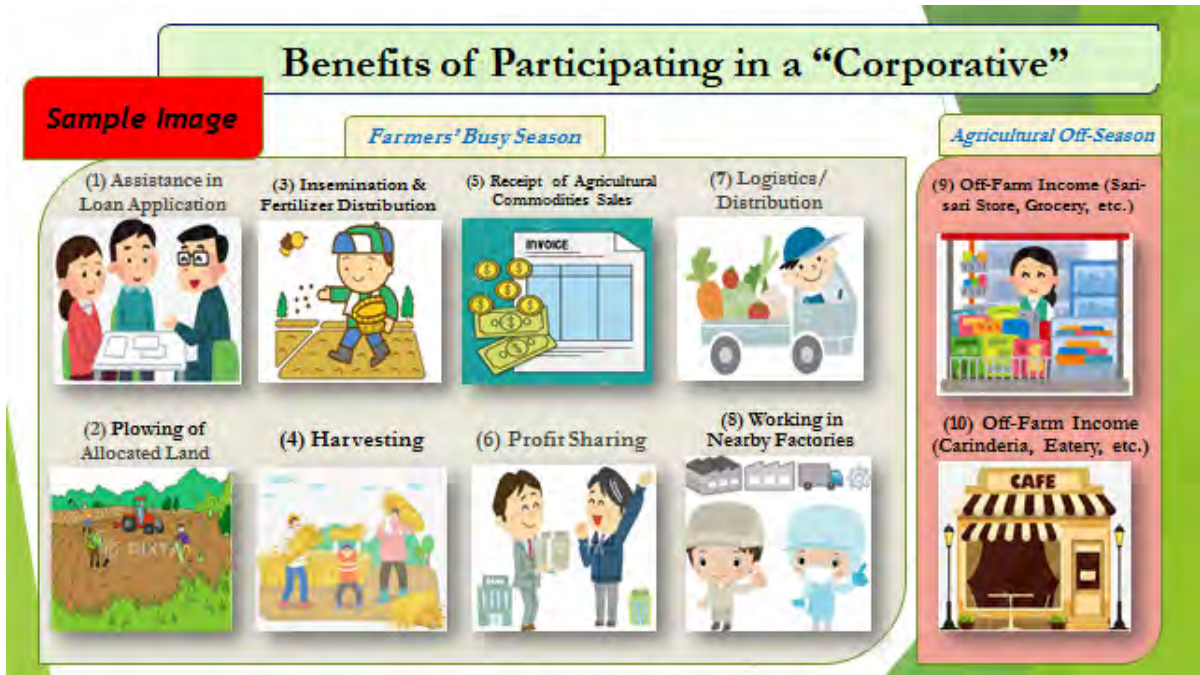 Benefits of Participating in a “Corporative”
Sample Image
Farmers’ Busy Season
Agricultural Off-Season
(1) Assistance in
Loan Application
(3) Insemination &
Fertilizer Distribution
(5) Receipt of Agricultural
Commodities Sales
INVOICE
(7) Logistics/
Distribution
(9) Off-Farm Income (Sari-
sari Store, Grocery, etc.)
(2) Plowing of
Allocated Land
(4) Harvesting
(6) Profit Sharing
(8) Working in
Nearby Factories
(10) Off-Farm Income
(Carinderia, Eatery, etc.)
CAFE